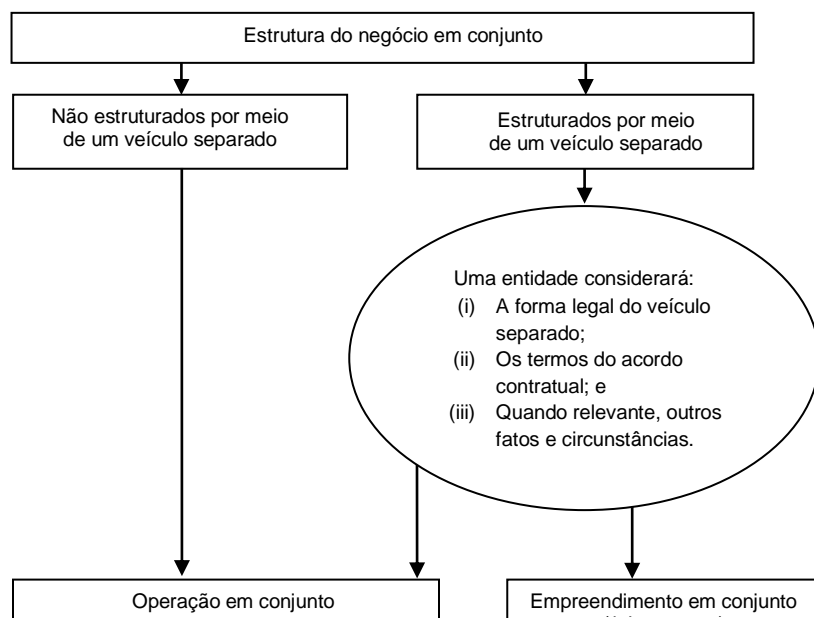 Estrutura do negócio em conjunto
Não estruturados por meio
de um veículo separado
Estruturados por meio
de um veículo separado
Uma entidade considerará:
(i) A forma legal do veículo
separado;
(ii) Os termos do acordo
contratual; e
(iii) Quando relevante, outros
fatos e circunstâncias.
Operação em conjunto
Empreendimento em conjunto